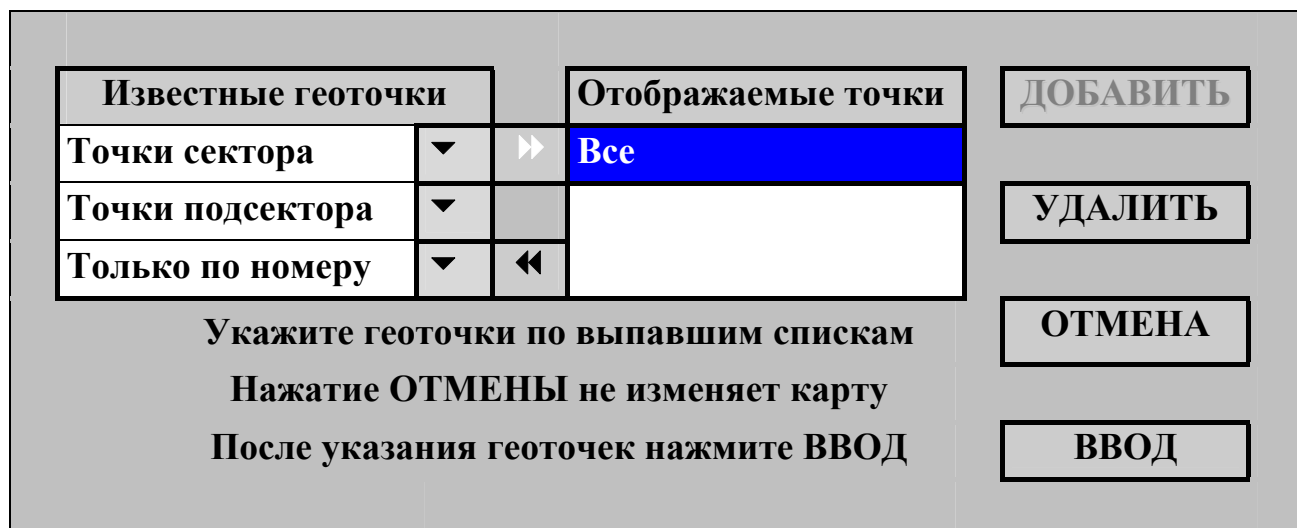 Известные геоточки Отображаемые точки ДОБАВИТЬ
Точки сектора Все
Точки подсектора УДАЛИТЬ
Только по номеру
Укажите геоточки по выпавшим спискам ОТМЕНА
Нажатие ОТМЕНЫ не изменяет карту
После указания геоточек нажмите ВВОД ВВОД